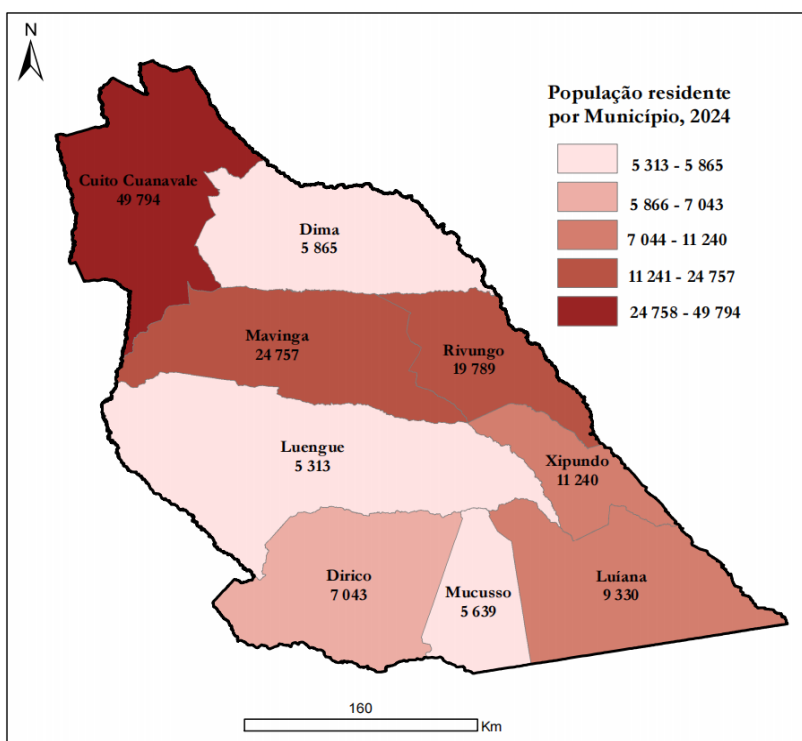 N
População residente
por Município, 2024
5 313 - 5 865
5 866 - 7 043
7 044 - 11 240
11 241 - 24 757
24 758 - 49 794
Cuito Cuanavale
49 794
Dima
5 865
Mavinga
24 757
Rivungo
19 789
Luengue
5 313
Xipundo
11 240
Dirico
7 043
Mucusso
5 639
Luíana
9 330
160
Km